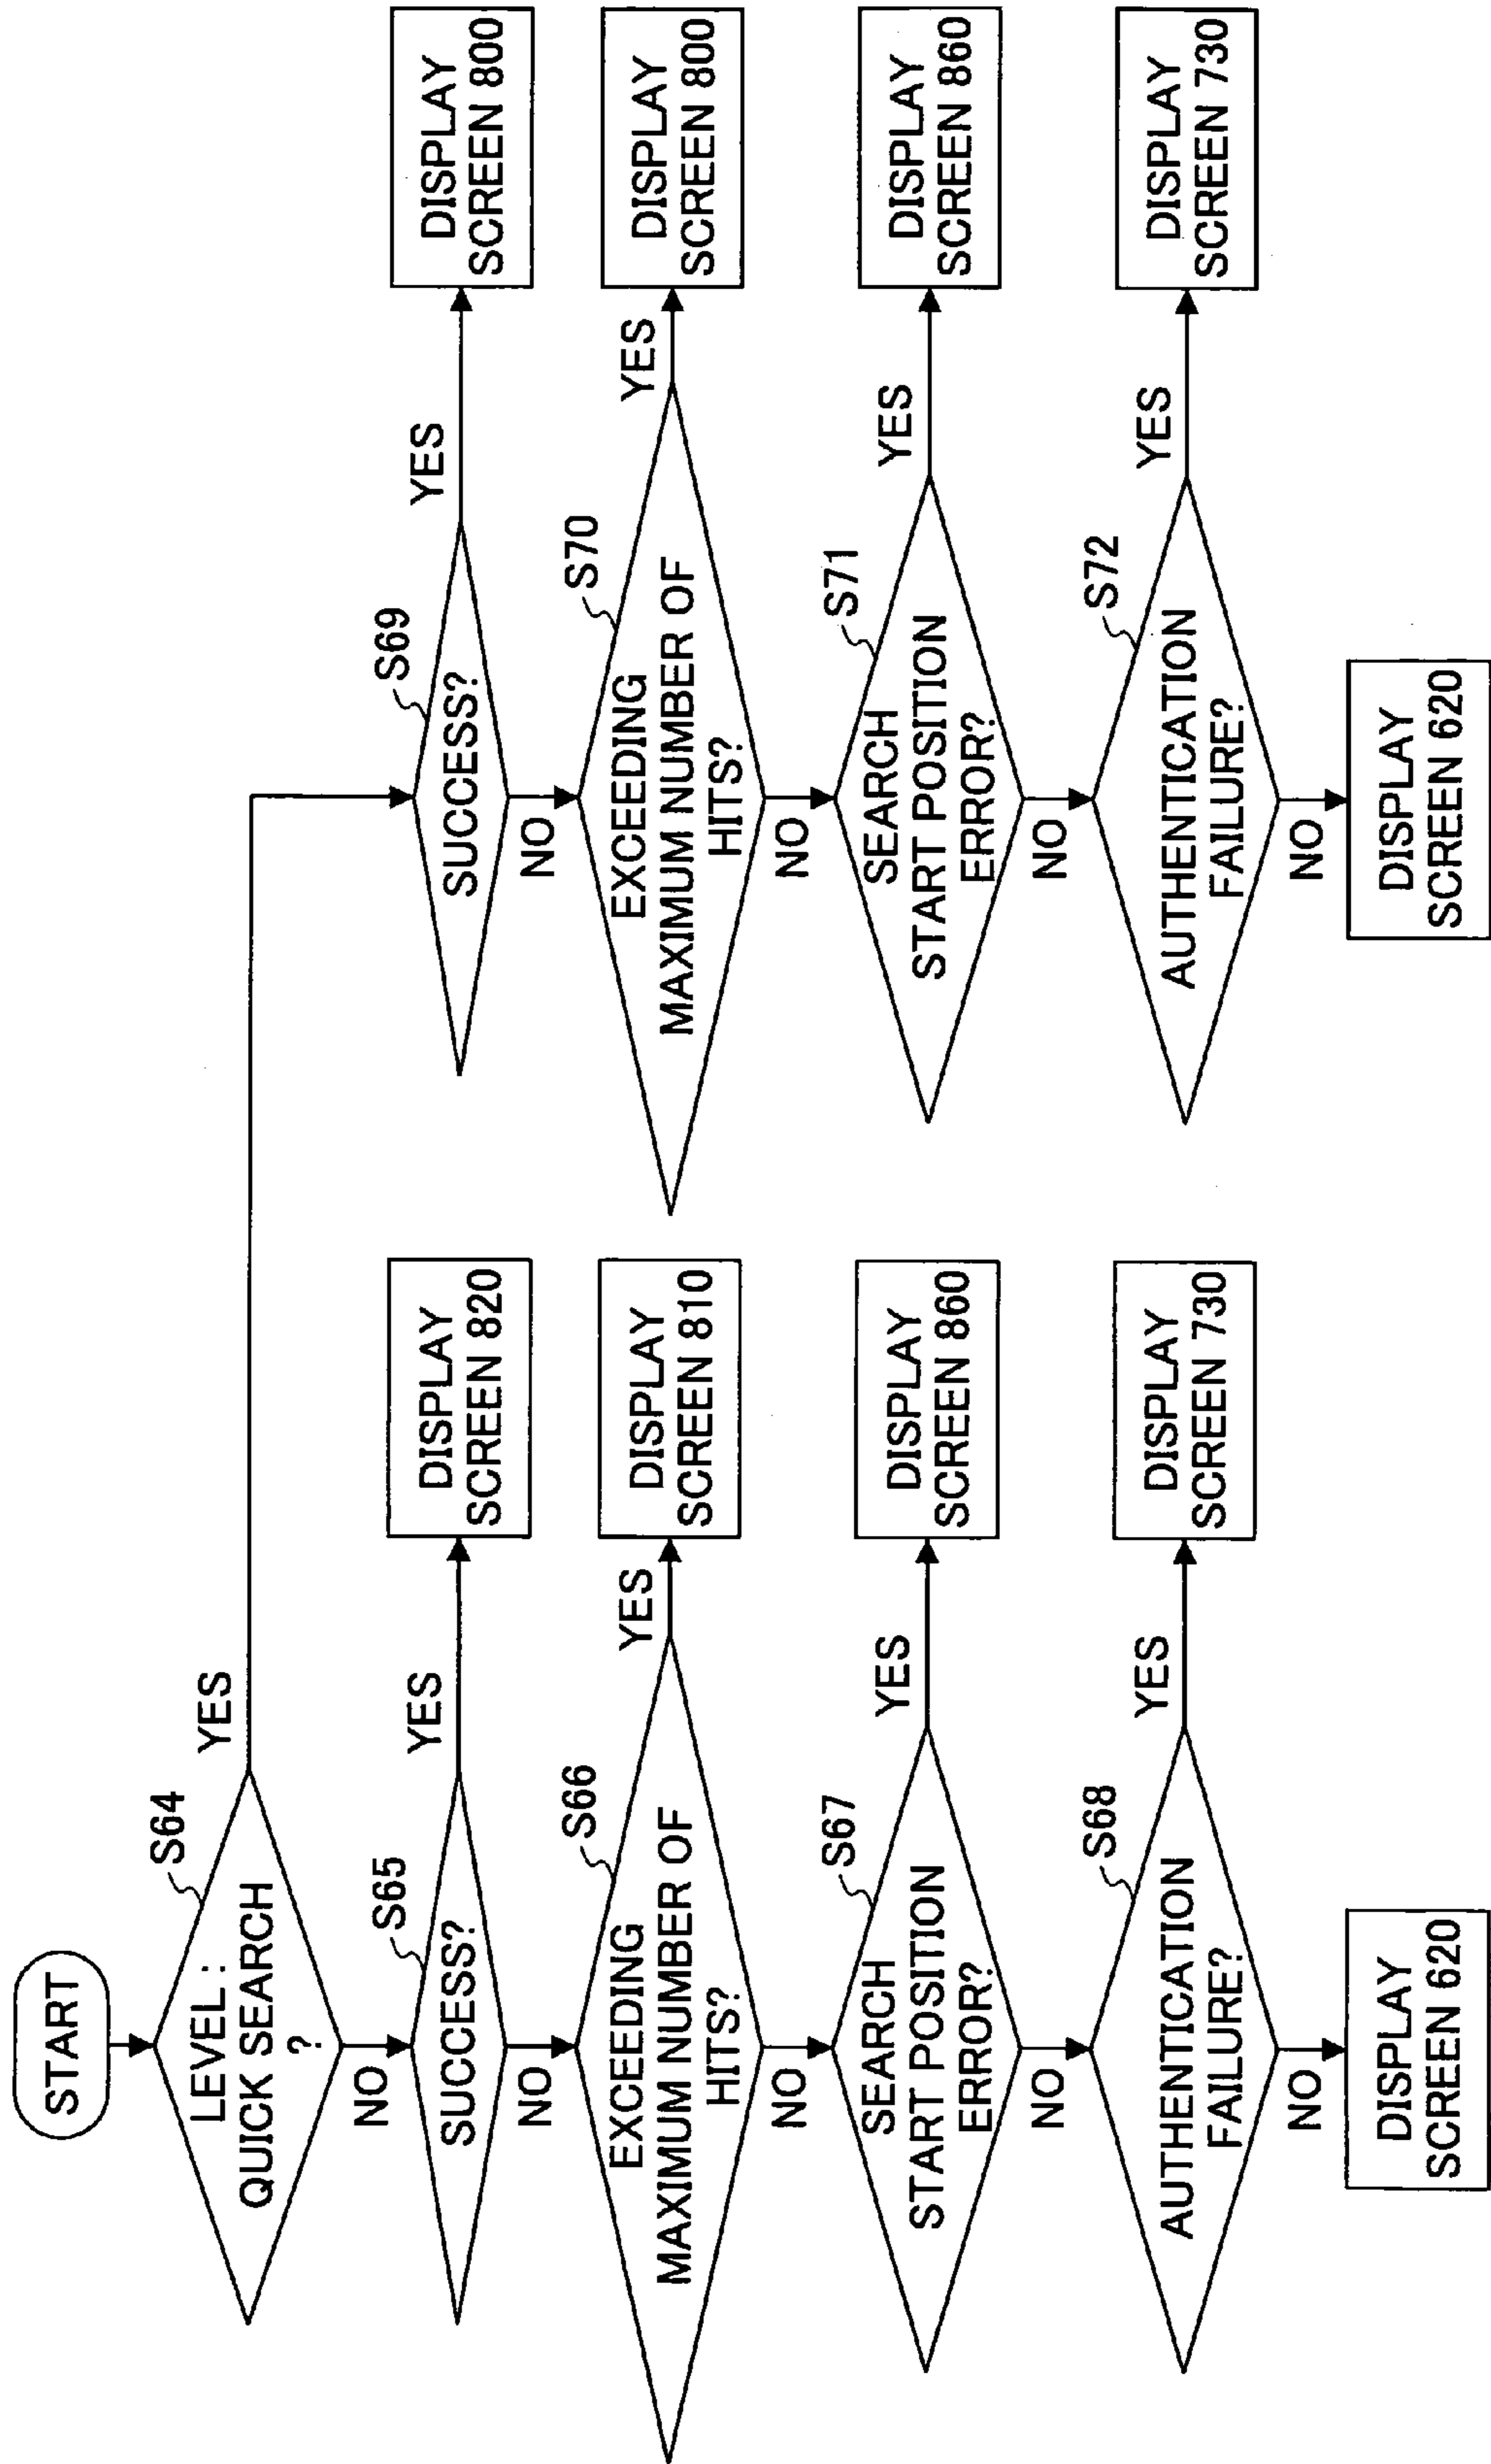 START
S64
LEVEL:
QUICK SEARCH
?
YES
NO
S65
SUCCESS?
YES
DISPLAY
SCREEN 820
NO
S66
EXCEEDING
MAXIMUM NUMBER OF
HITS?
YES
DISPLAY
SCREEN 810
NO
S67
SEARCH
START POSITION
ERROR?
YES
DISPLAY
SCREEN 860
NO
S68
AUTHENTICATION
FAILURE?
YES
DISPLAY
SCREEN 730
NO
DISPLAY
SCREEN 620
S69
SUCCESS?
YES
DISPLAY
SCREEN 800
NO
S70
EXCEEDING
MAXIMUM NUMBER OF
HITS?
YES
DISPLAY
SCREEN 800
NO
S71
SEARCH
START POSITION
ERROR?
YES
DISPLAY
SCREEN 860
NO
S72
AUTHENTICATION
FAILURE?
YES
DISPLAY
SCREEN 730
NO
DISPLAY
SCREEN 620